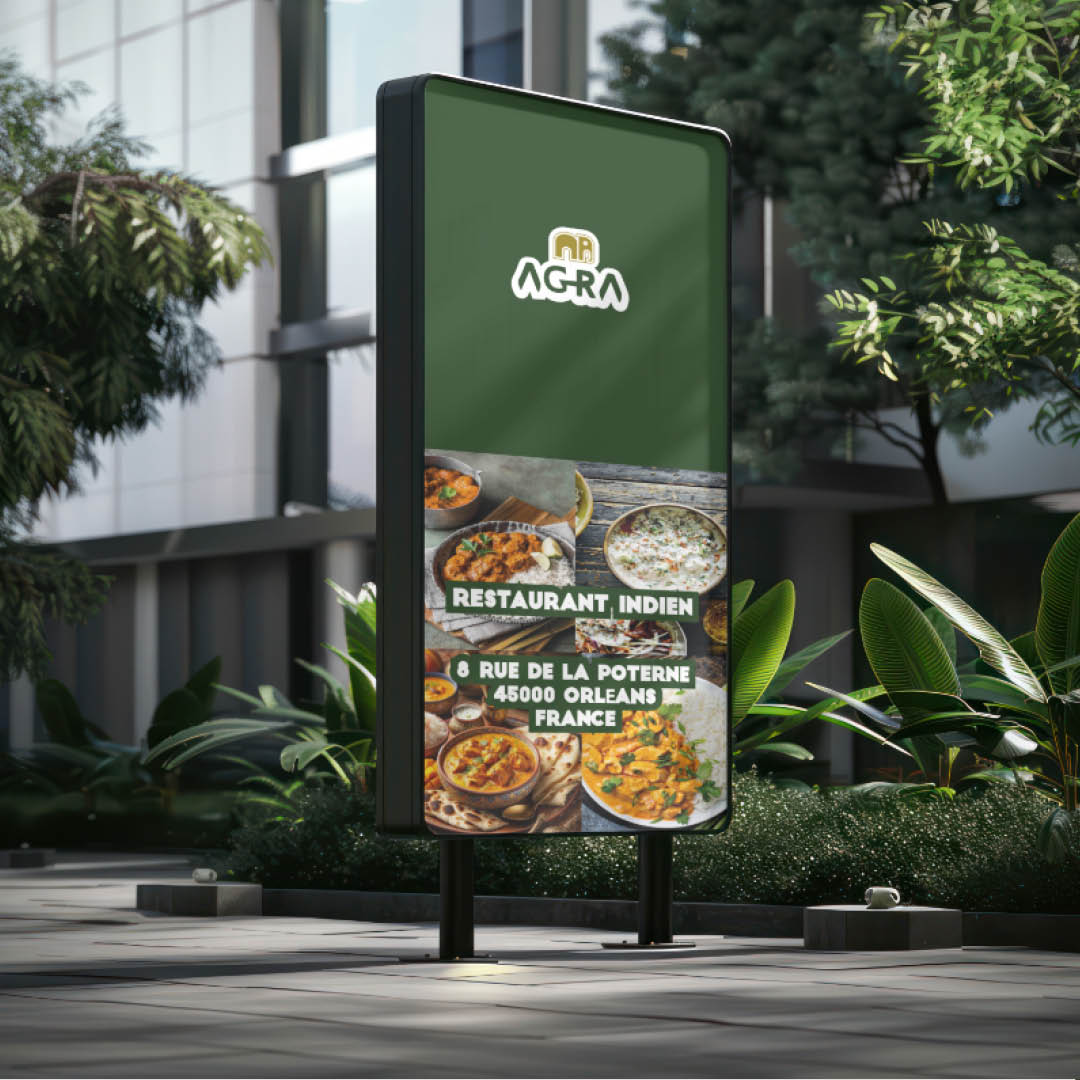 AGRA
RESTAURANT INDIEN
8 RUE DE LA POTERNE
45000 ORLEANS
FRANCE